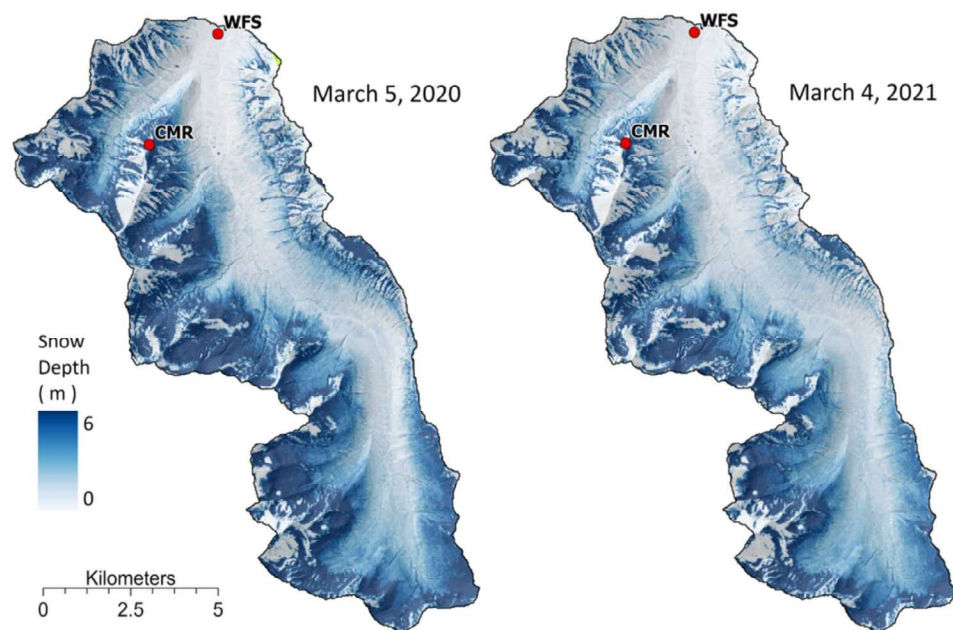 WFS
CMR
March 5, 2020
WFS
CMR
March 4, 2021
Snow
Depth
( m )
6
0
Kilometers
0 2.5 5